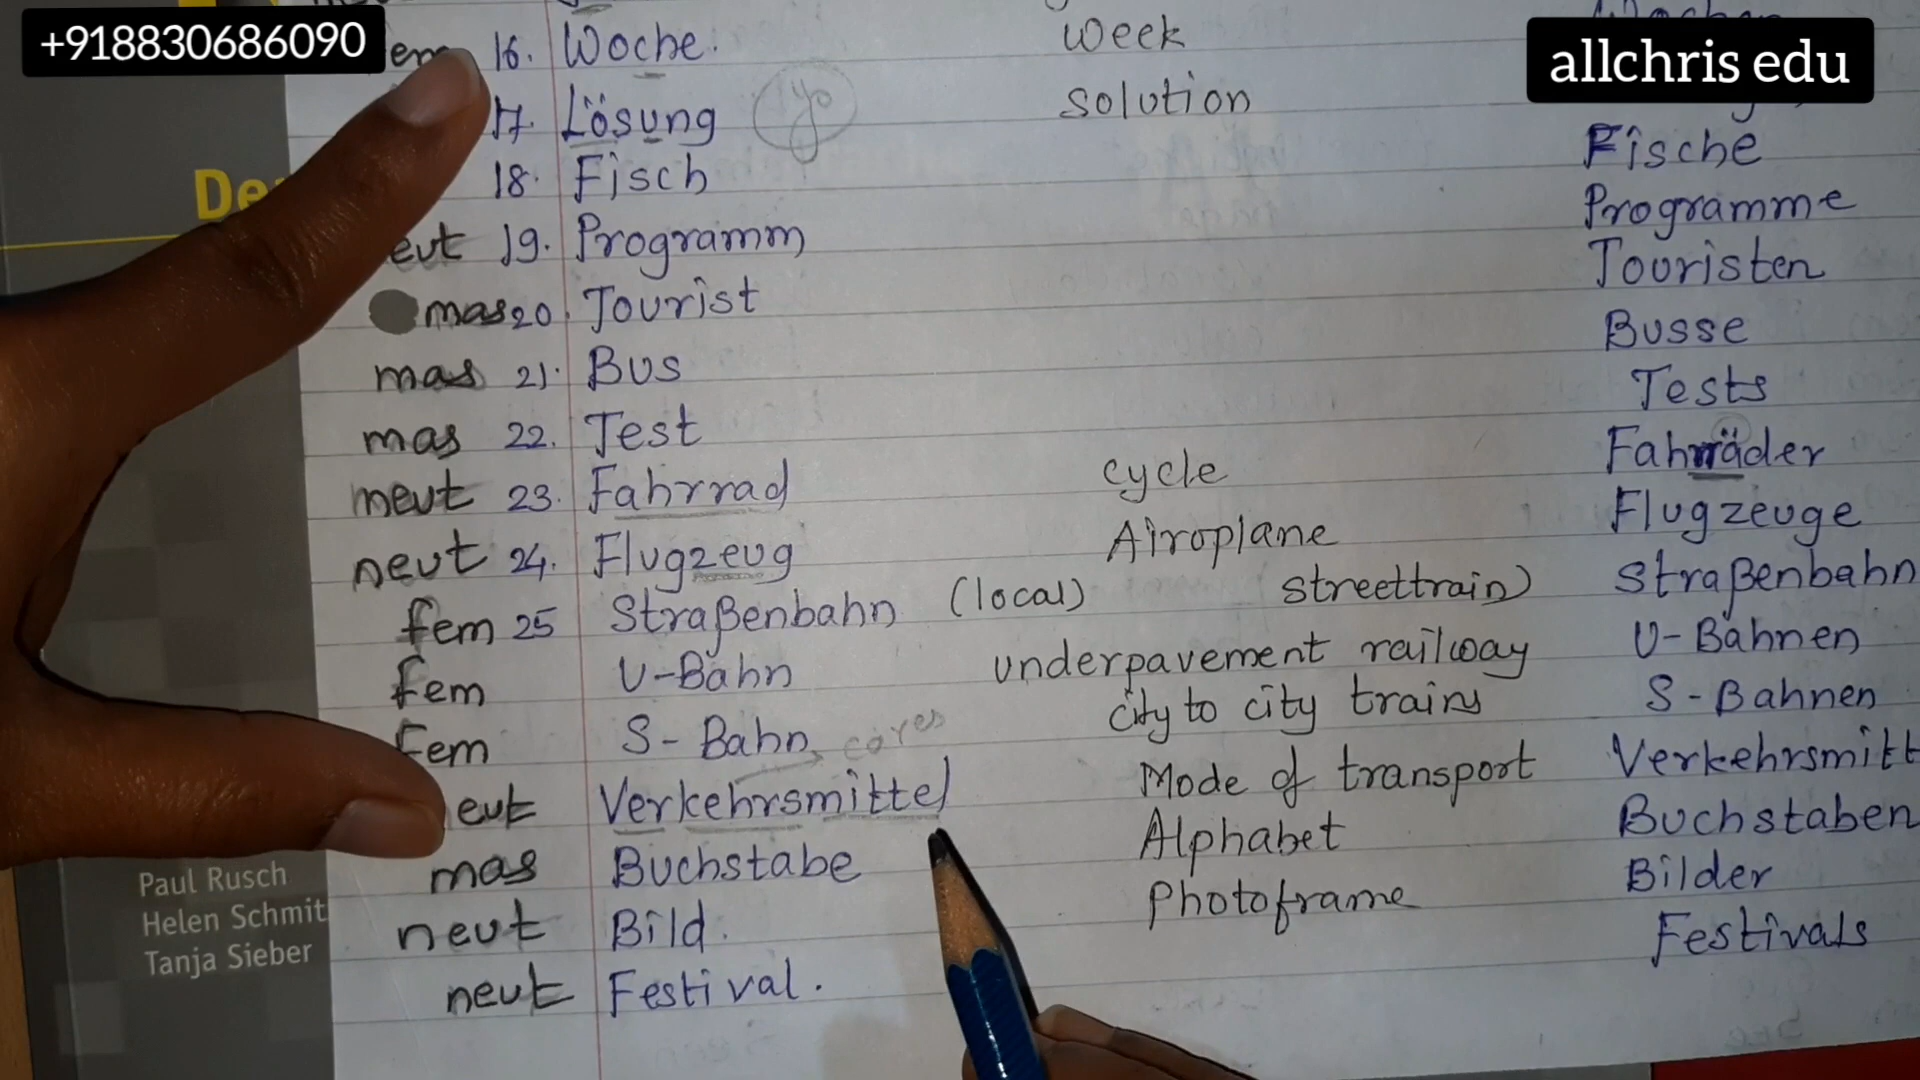 +918830686090
allchris edu
16. Woche. week
17. Lösung solution
18. Fisch Fische
eut 19. Programm Programme
mas 20. Tourist Touristen
mas 21. Bus Busse
mas 22. Test Tests
neut 23. Fahrrad cycle Fahrräder
neut 24. Flugzeug Airoplane Flugzeuge
fem 25 Straßenbahn (local) streettrain) Straßenbahn
fem U-Bahn underpavement railway U-Bahnen
fem S-Bahn city to city trains S-Bahnen
eut Verkehrsmittel Mode of transport Verkehrsmitt
mas Buchstabe Alphabet Buchstaben
neut Bild. Photoframe Bilder
neut Festival. Festivals
De
Paul Rusch
Helen Schmit
Tanja Sieber